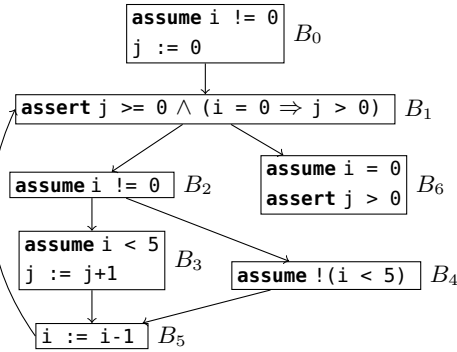 assume i != 0
j := 0
B0
assert j >= 0 ∧ (i = 0 ⇒ j > 0)
B1
assume i != 0
B2
assume i = 0
assert j > 0
B6
assume i < 5
j := j+1
B3
assume !(i < 5)
B4
i := i-1
B5